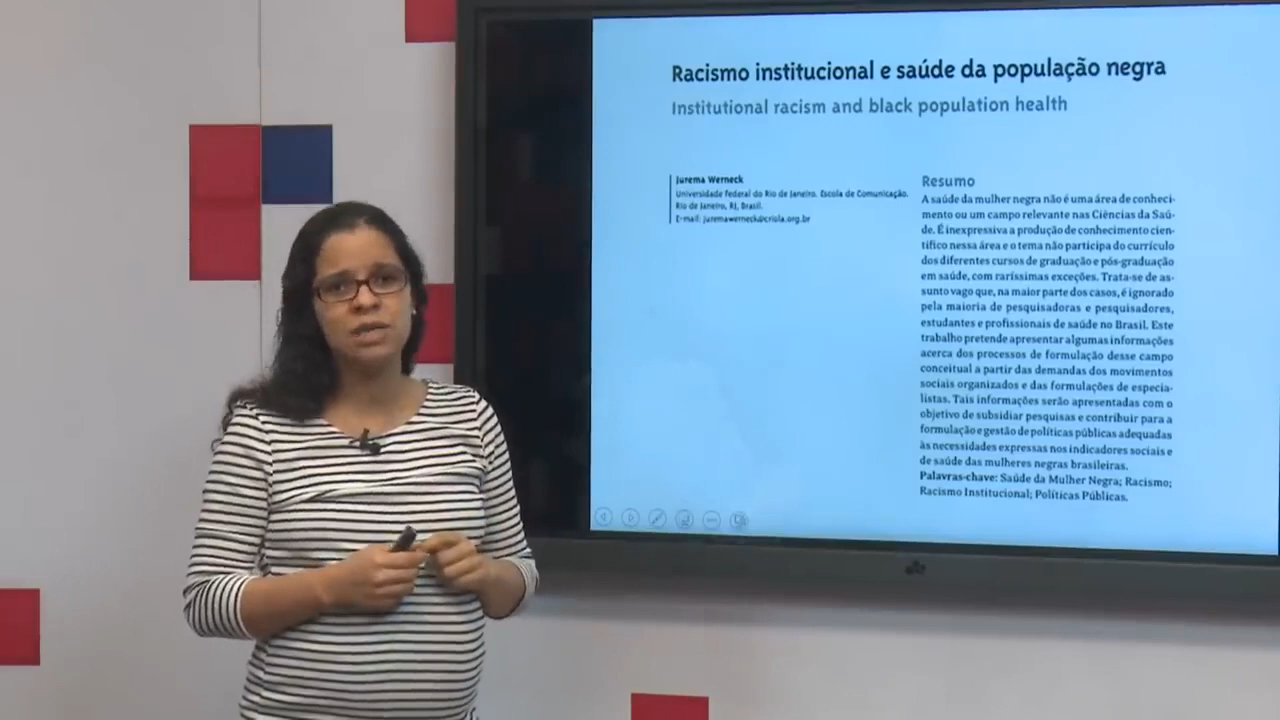 Racismo institucional e saúde da população negra
Institutional racism and black population health
Jurema Werneck
Universidade Federal do Rio de Janeiro. Escola de Comunicação.
Rio de Janeiro, RJ, Brasil.
E-mail: juremawerneck@criola.org.br
Resumo
A saúde da mulher negra não é uma área de conheci-
mento ou um campo relevante nas Ciências da Saú-
de. É inexpressiva a produção de conhecimento cien-
tífico nessa área e o tema não participa do currículo
dos diferentes cursos de graduação e pós-graduação
em saúde, com raríssimas exceções. Trata-se de as-
sunto vago que, na maior parte dos casos, é ignorado
pela maioria de pesquisadoras e pesquisadores,
estudantes e profissionais de saúde no Brasil. Este
trabalho pretende apresentar algumas informações
acerca dos processos de formulação desse campo
conceitual a partir das demandas dos movimentos
sociais organizados e das formulações de especia-
listas. Tais informações serão apresentadas com o
objetivo de subsidiar pesquisas e contribuir para a
formulação e gestão de políticas públicas adequadas
às necessidades expressas nos indicadores sociais e
de saúde das mulheres negras brasileiras.
Palavras-chave: Saúde da Mulher Negra; Racismo;
Racismo Institucional; Políticas Públicas.